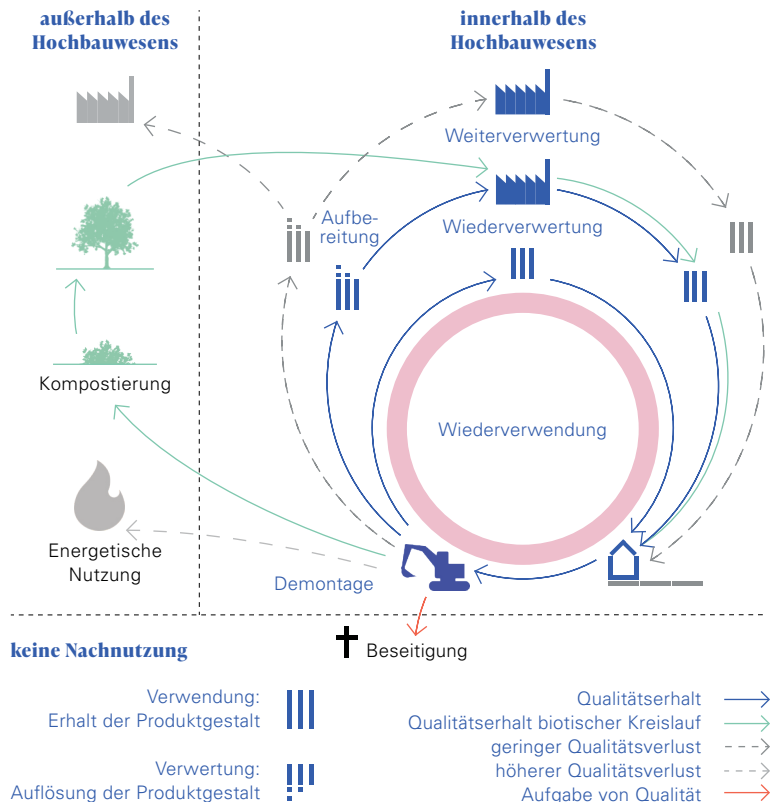 außerhalb des
Hochbauwesens
innerhalb des
Hochbauwesens
Weiterverwertung
Aufbe-
reitung
Wiederverwertung
Kompostierung
Wiederverwendung
Energetische
Nutzung
Demontage
keine Nachnutzung
Beseitigung
Verwendung:
Erhalt der Produktgestalt
Verwertung:
Auflösung der Produktgestalt
Qualitätserhalt
Qualitätserhalt biotischer Kreislauf
geringer Qualitätsverlust
höherer Qualitätsverlust
Aufgabe von Qualität